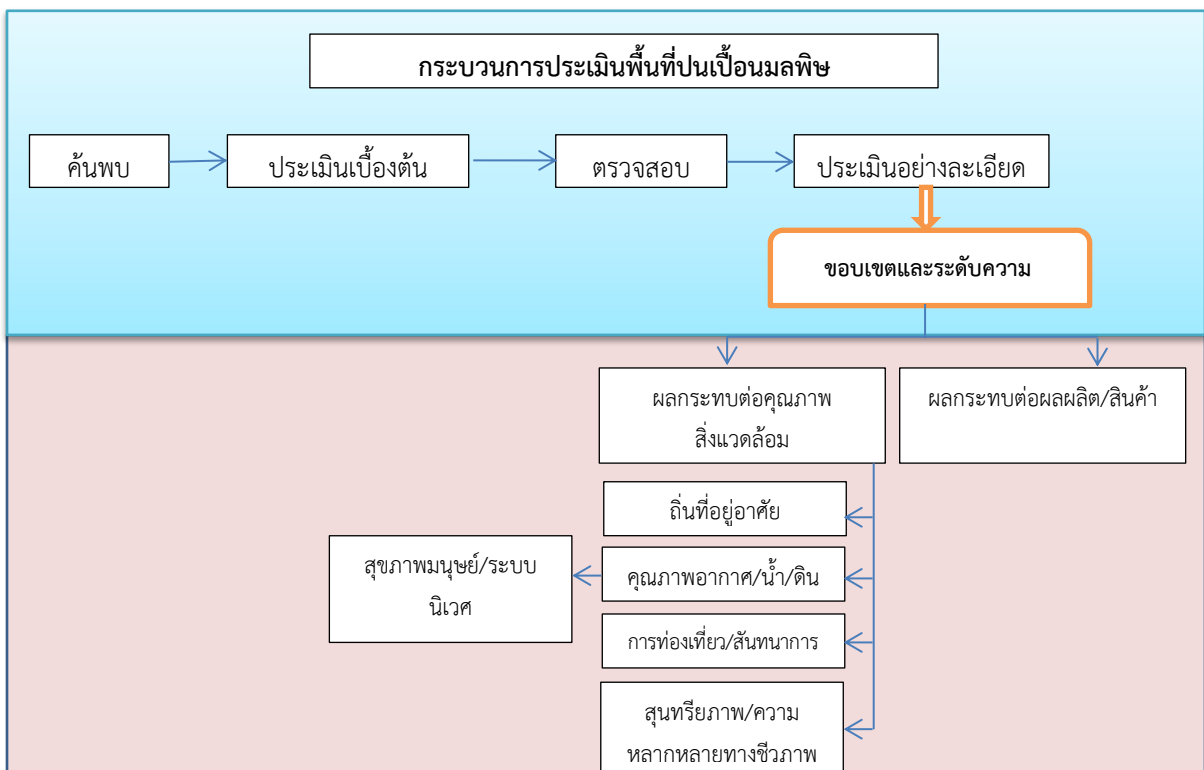 กระบวนการประเมินพื้นที่ปนเปื้อนมลพิษ
ค้นพบ
ประเมินเบื้องต้น
ตรวจสอบ
ประเมินอย่างละเอียด
ขอบเขตและระดับความ
ผลกระทบต่อคุณภาพ
สิ่งแวดล้อม
ผลกระทบต่อผลผลิต/สินค้า
ถิ่นที่อยู่อาศัย
สุขภาพมนุษย์/ระบบ
นิเวศ
คุณภาพอากาศ/น้ำ/ดิน
การท่องเที่ยว/สันทนาการ
สุนทรียภาพ/ความ
หลากหลายทางชีวภาพ